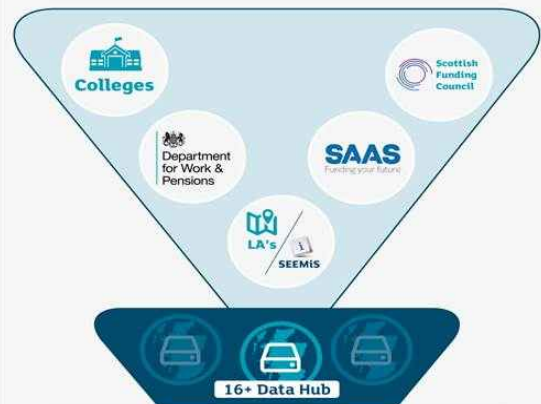 Colleges
Scottish
Funding
Council
Department
for Work &
Pensions
SAAS
Funding your future
LA's
SEEMiS
16+ Data Hub